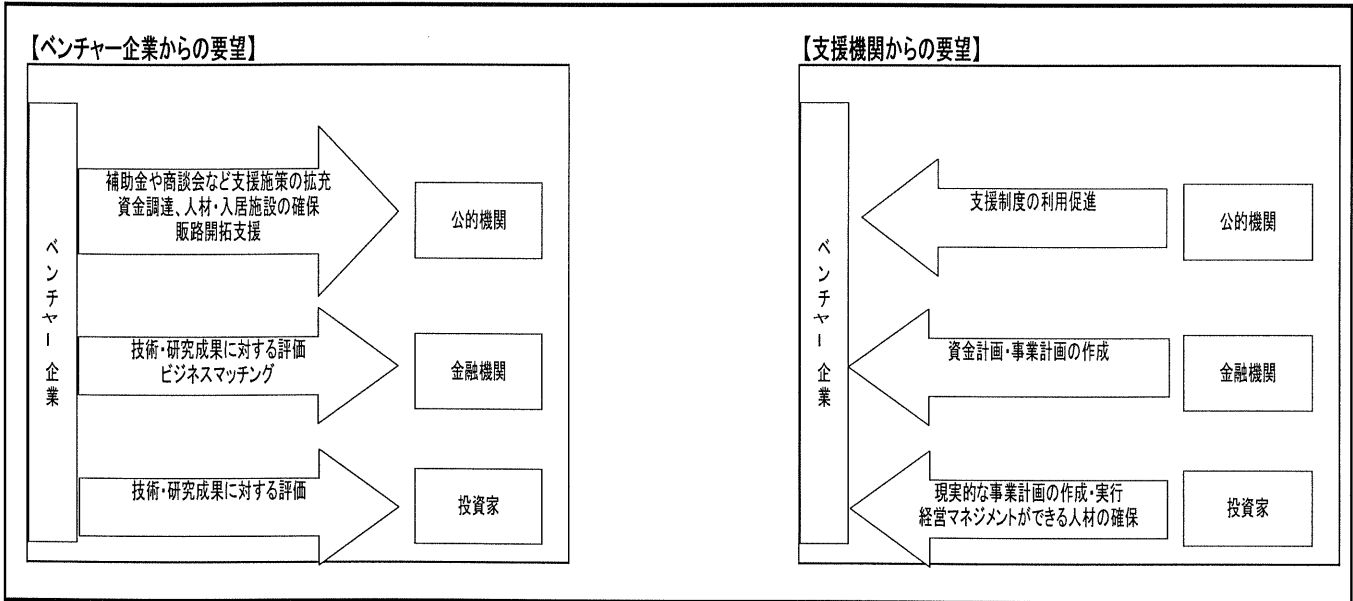 【ベンチャー企業からの要望】
ベンチャー企業
補助金や商談会など支援施策の拡充
資金調達、人材・入居施設の確保
販路開拓支援
公的機関
技術・研究成果に対する評価
ビジネスマッチング
金融機関
技術・研究成果に対する評価
投資家
【支援機関からの要望】
ベンチャー企業
支援制度の利用促進
公的機関
資金計画・事業計画の作成
金融機関
現実的な事業計画の作成・実行
経営マネジメントができる人材の確保
投資家